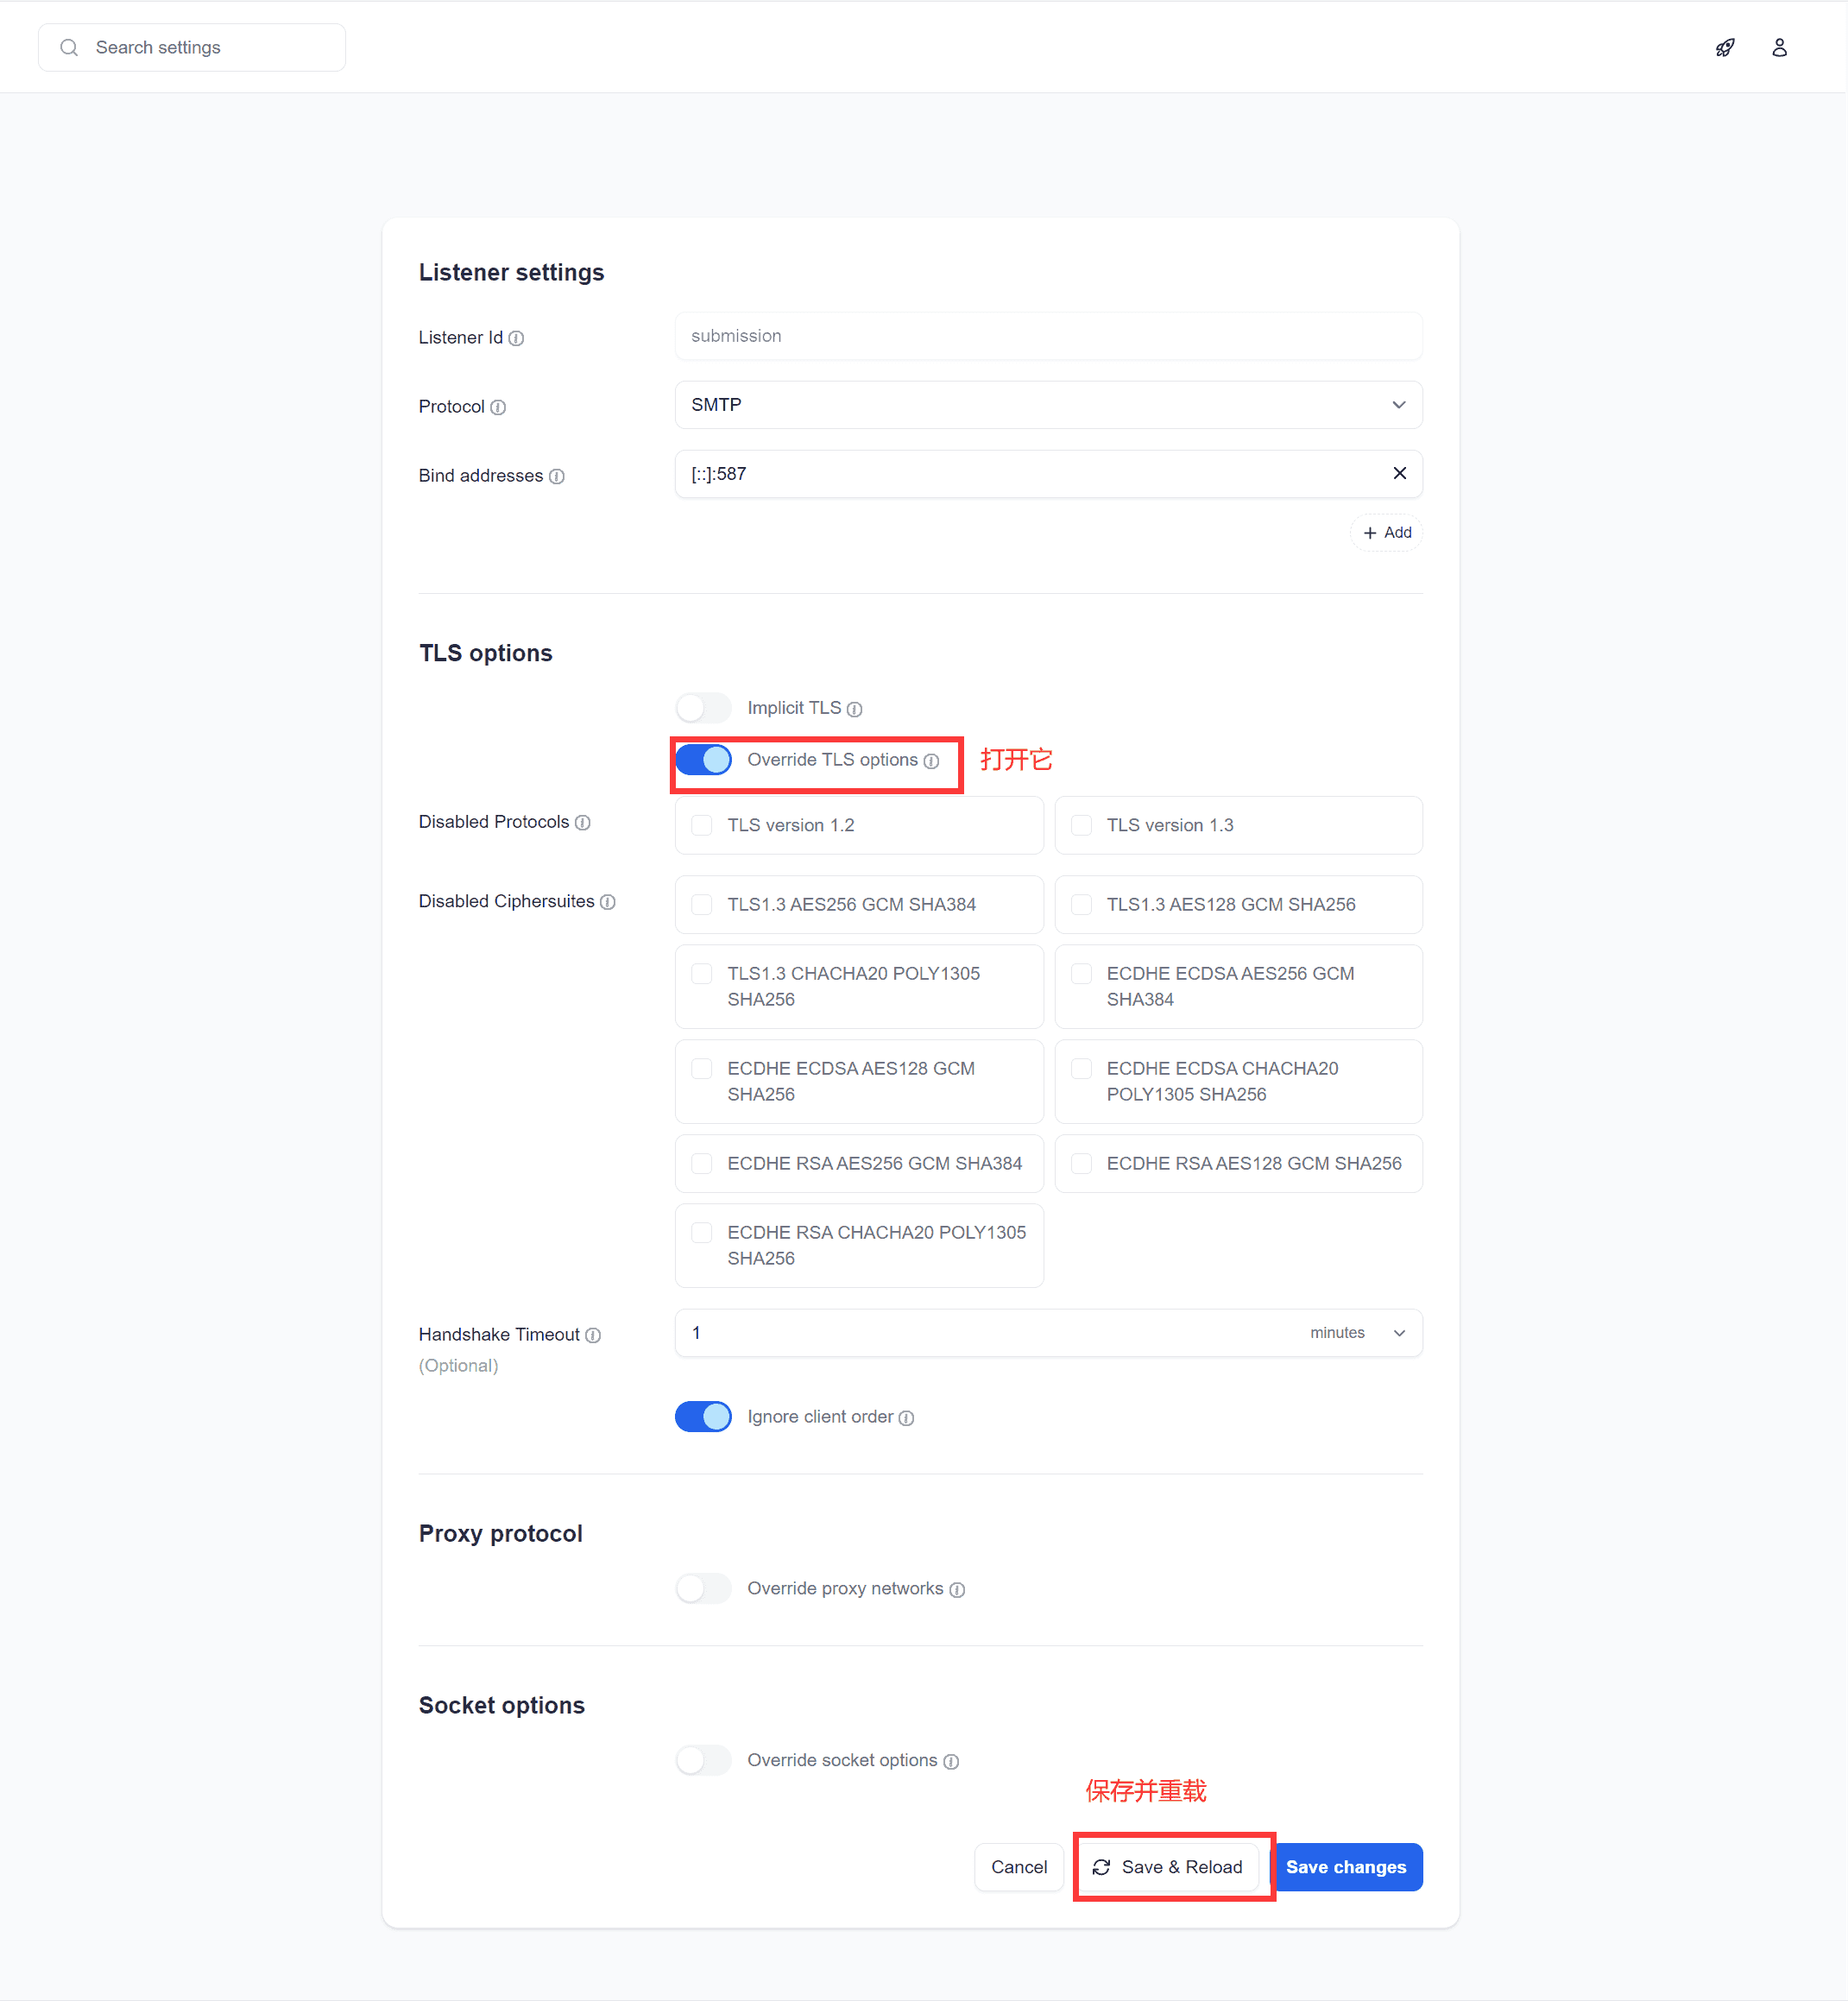 Search settings
Listener settings
Listener Id
submission
Protocol
SMTP
Bind addresses
[::]:587
+ Add
TLS options
Implicit TLS
Override TLS options
打开它
Disabled Protocols
TLS version 1.2
TLS version 1.3
Disabled Ciphersuites
TLS1.3 AES256 GCM SHA384
TLS1.3 AES128 GCM SHA256
TLS1.3 CHACHA20 POLY1305
SHA256
ECDHE ECDSA AES256 GCM
SHA384
ECDHE ECDSA AES128 GCM
SHA256
ECDHE ECDSA CHACHA20
POLY1305 SHA256
ECDHE RSA AES256 GCM SHA384
ECDHE RSA AES128 GCM SHA256
ECDHE RSA CHACHA20 POLY1305
SHA256
Handshake Timeout
(Optional)
1
minutes
Ignore client order
Proxy protocol
Override proxy networks
Socket options
Override socket options
保存并重载
Cancel
Save & Reload
Save changes